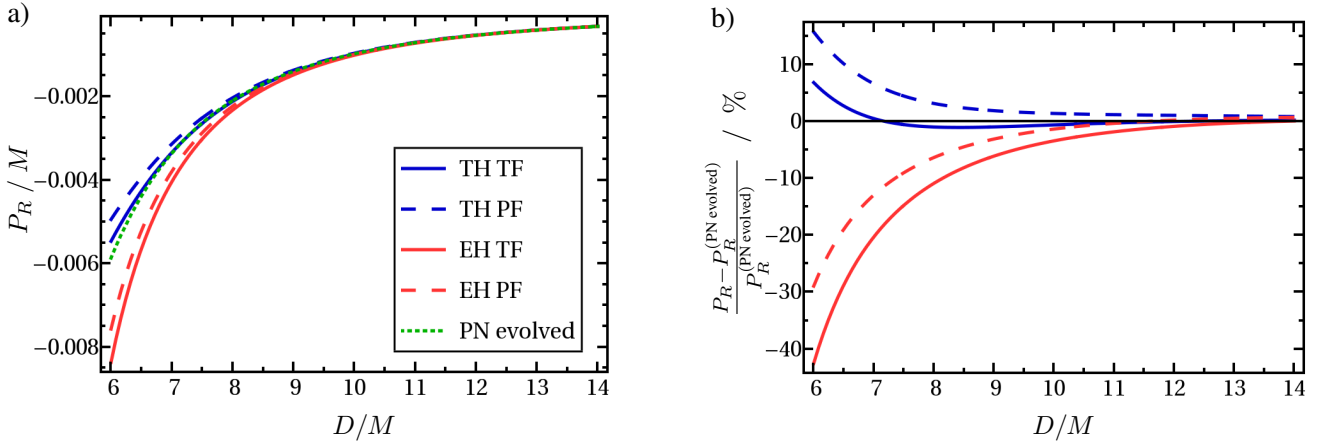 a)
−0.002
−0.004
−0.006
−0.008
P_R / M
TH TF
TH PF
EH TF
EH PF
PN evolved
6 7 8 9 10 11 12 13 14
D/M
b)
10
0
−10
−20
−30
−40
P_R−P_R^(PN evolved) / P_R^(PN evolved) / %
6 7 8 9 10 11 12 13 14
D/M